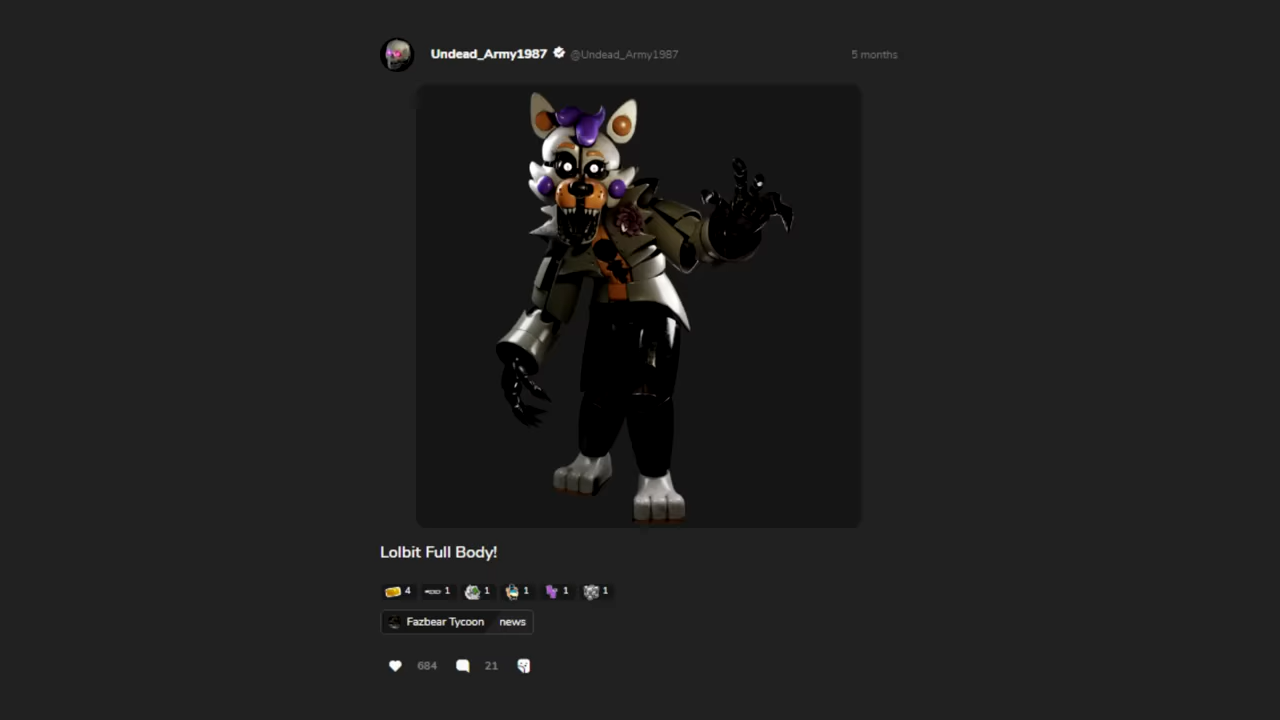 Undead_Army1987 @Undead_Army1987 5 months
Lolbit Full Body!
4 1 1 1 1 1
Fazbear Tycoon news
684 21